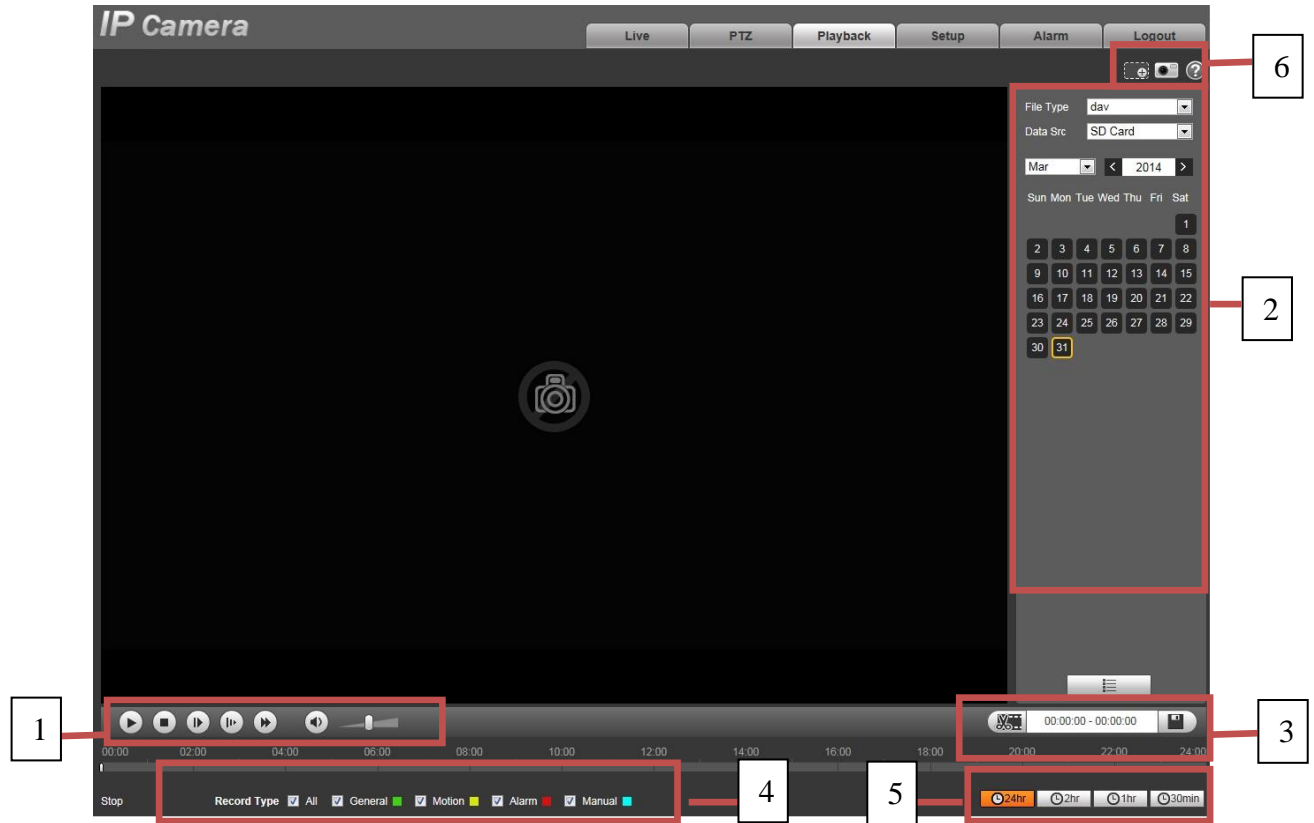 IP Camera
Live PTZ Playback Setup Alarm Logout
6
File Type dav
Data Src SD Card
Mar < 2014 >
Sun Mon Tue Wed Thu Fri Sat
1
2 3 4 5 6 7 8
9 10 11 12 13 14 15
16 17 18 19 20 21 22
23 24 25 26 27 28 29
30 31
2
1
00:00:00 - 00:00:00
3
00:00 02:00 04:00 06:00 08:00 10:00 12:00 14:00 16:00 18:00 20:00 22:00 24:00
Stop Record Type All General Motion Alarm Manual
4
5
24hr 2hr 1hr 30min